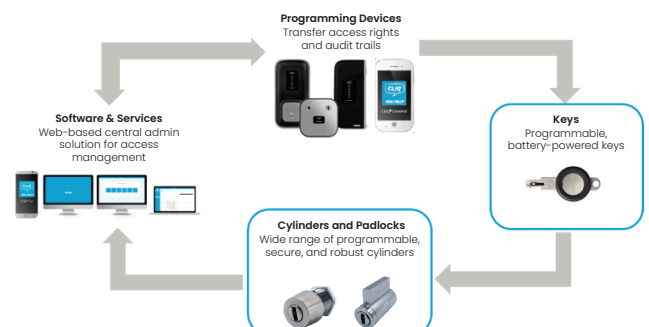 Programming Devices
Transfer access rights
and audit trails
CLIQ
Software & Services
Web-based central admin
solution for access
management
Keys
Programmable,
battery-powered keys
Cylinders and Padlocks
Wide range of programmable,
secure, and robust cylinders